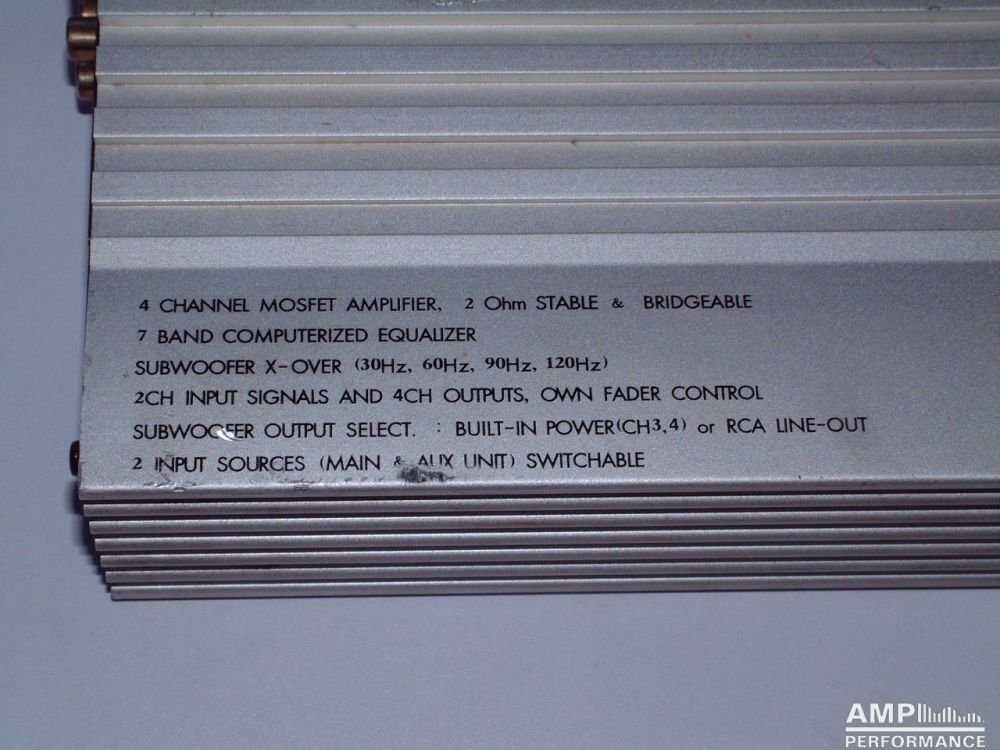 4 CHANNEL MOSFET AMPLIFIER, 2 Ohm STABLE & BRIDGEABLE
7 BAND COMPUTERIZED EQUALIZER
SUBWOOFER X-OVER (30Hz, 60Hz, 90Hz, 120Hz)
2CH INPUT SIGNALS AND 4CH OUTPUTS, OWN FADER CONTROL
SUBWOOFER OUTPUT SELECT. : BUILT-IN POWER(CH3,4) or RCA LINE-OUT
2 INPUT SOURCES (MAIN & AUX UNIT) SWITCHABLE
AMP
PERFORMANCE